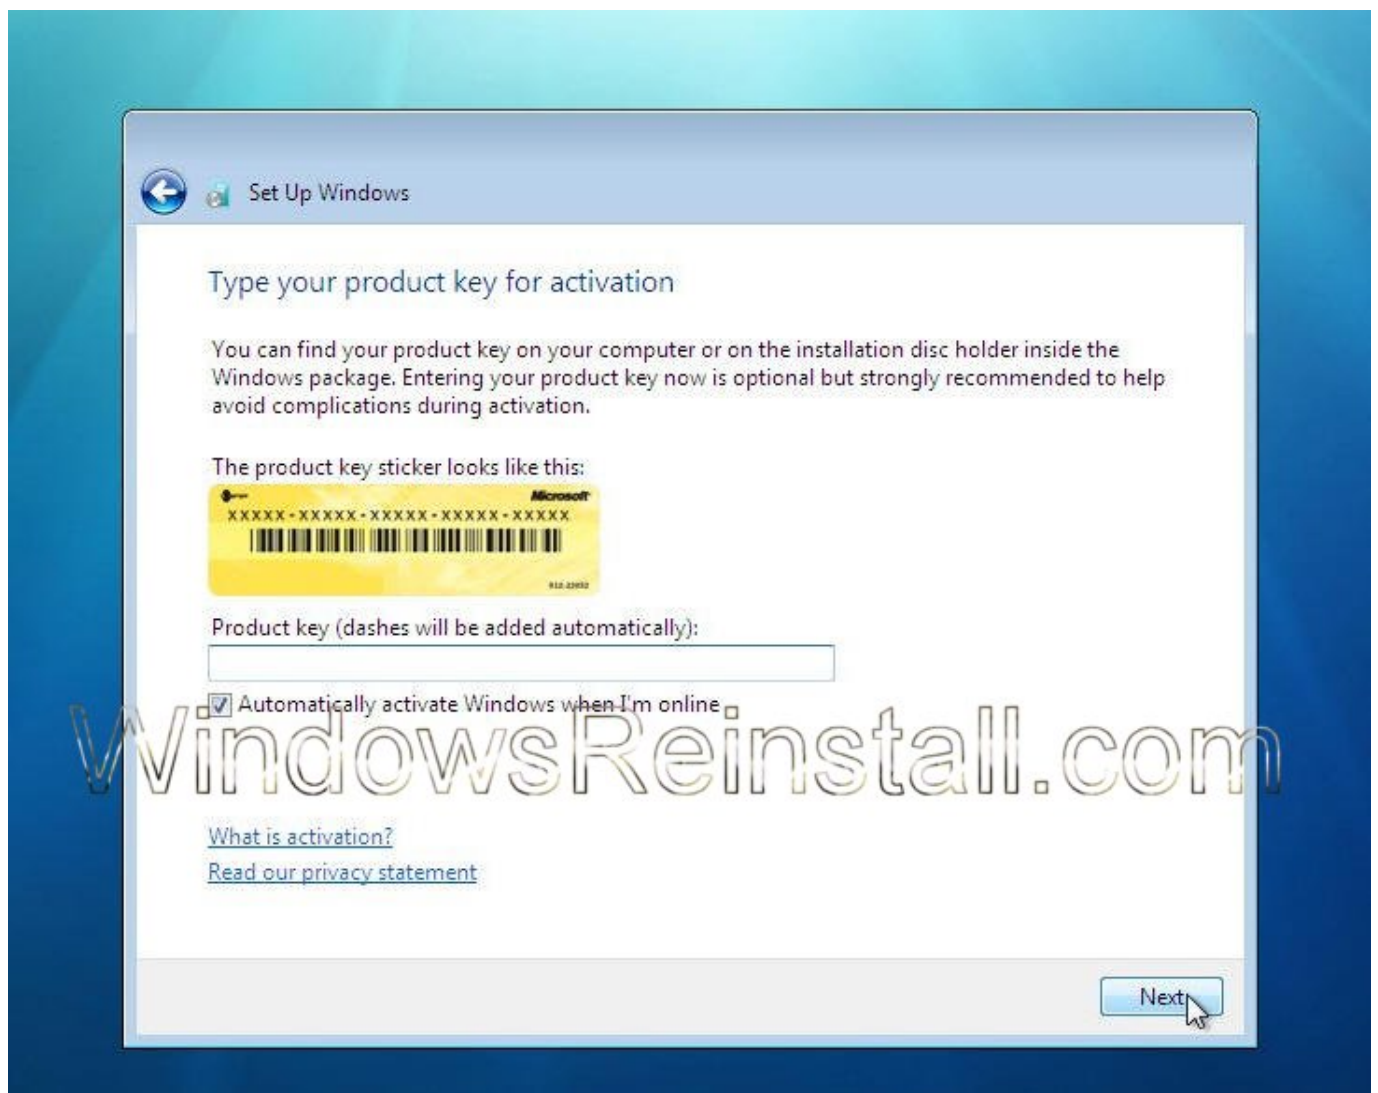 Set Up Windows
Type your product key for activation
You can find your product key on your computer or on the installation disc holder inside the
Windows package. Entering your product key now is optional but strongly recommended to help
avoid complications during activation.
The product key sticker looks like this:
Microsoft
XXXXX-XXXXX-XXXXX-XXXXX-XXXXX
Product key (dashes will be added automatically):
Automatically activate Windows when I'm online
WindowsReinstall.com
What is activation?
Read our privacy statement
Next